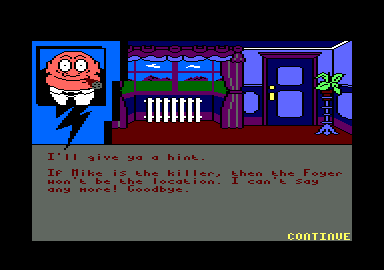 I'll give ya a hint.
If Mike is the killer, then the Foyer
won't be the location. I can't say
any more! Goodbye.
CONTINUE